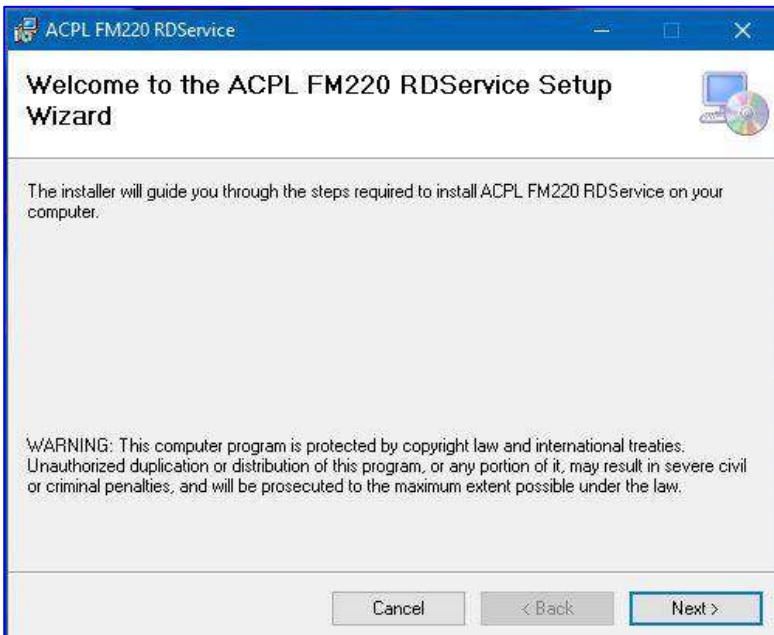 ACPL FM220 RDService
Welcome to the ACPL FM220 RDService Setup
Wizard
The installer will guide you through the steps required to install ACPL FM220 RDService on your
computer.
WARNING: This computer program is protected by copyright law and international treaties.
Unauthorized duplication or distribution of this program, or any portion of it, may result in severe civil
or criminal penalties, and will be prosecuted to the maximum extent possible under the law.
Cancel
< Back
Next >